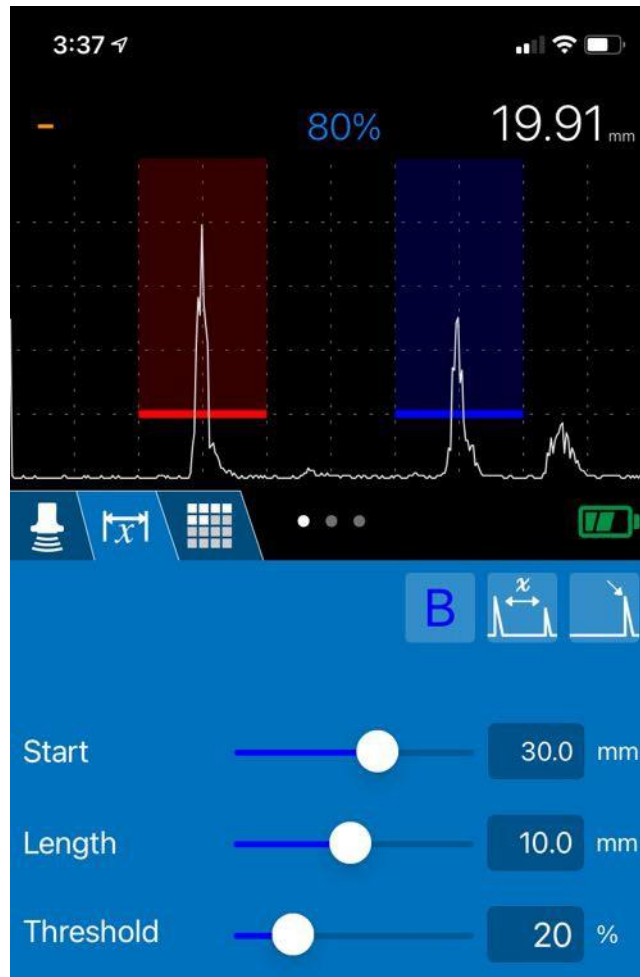 3:37
-
80%
19.91 mm
x
B
x
Start 30.0 mm
Length 10.0 mm
Threshold 20 %